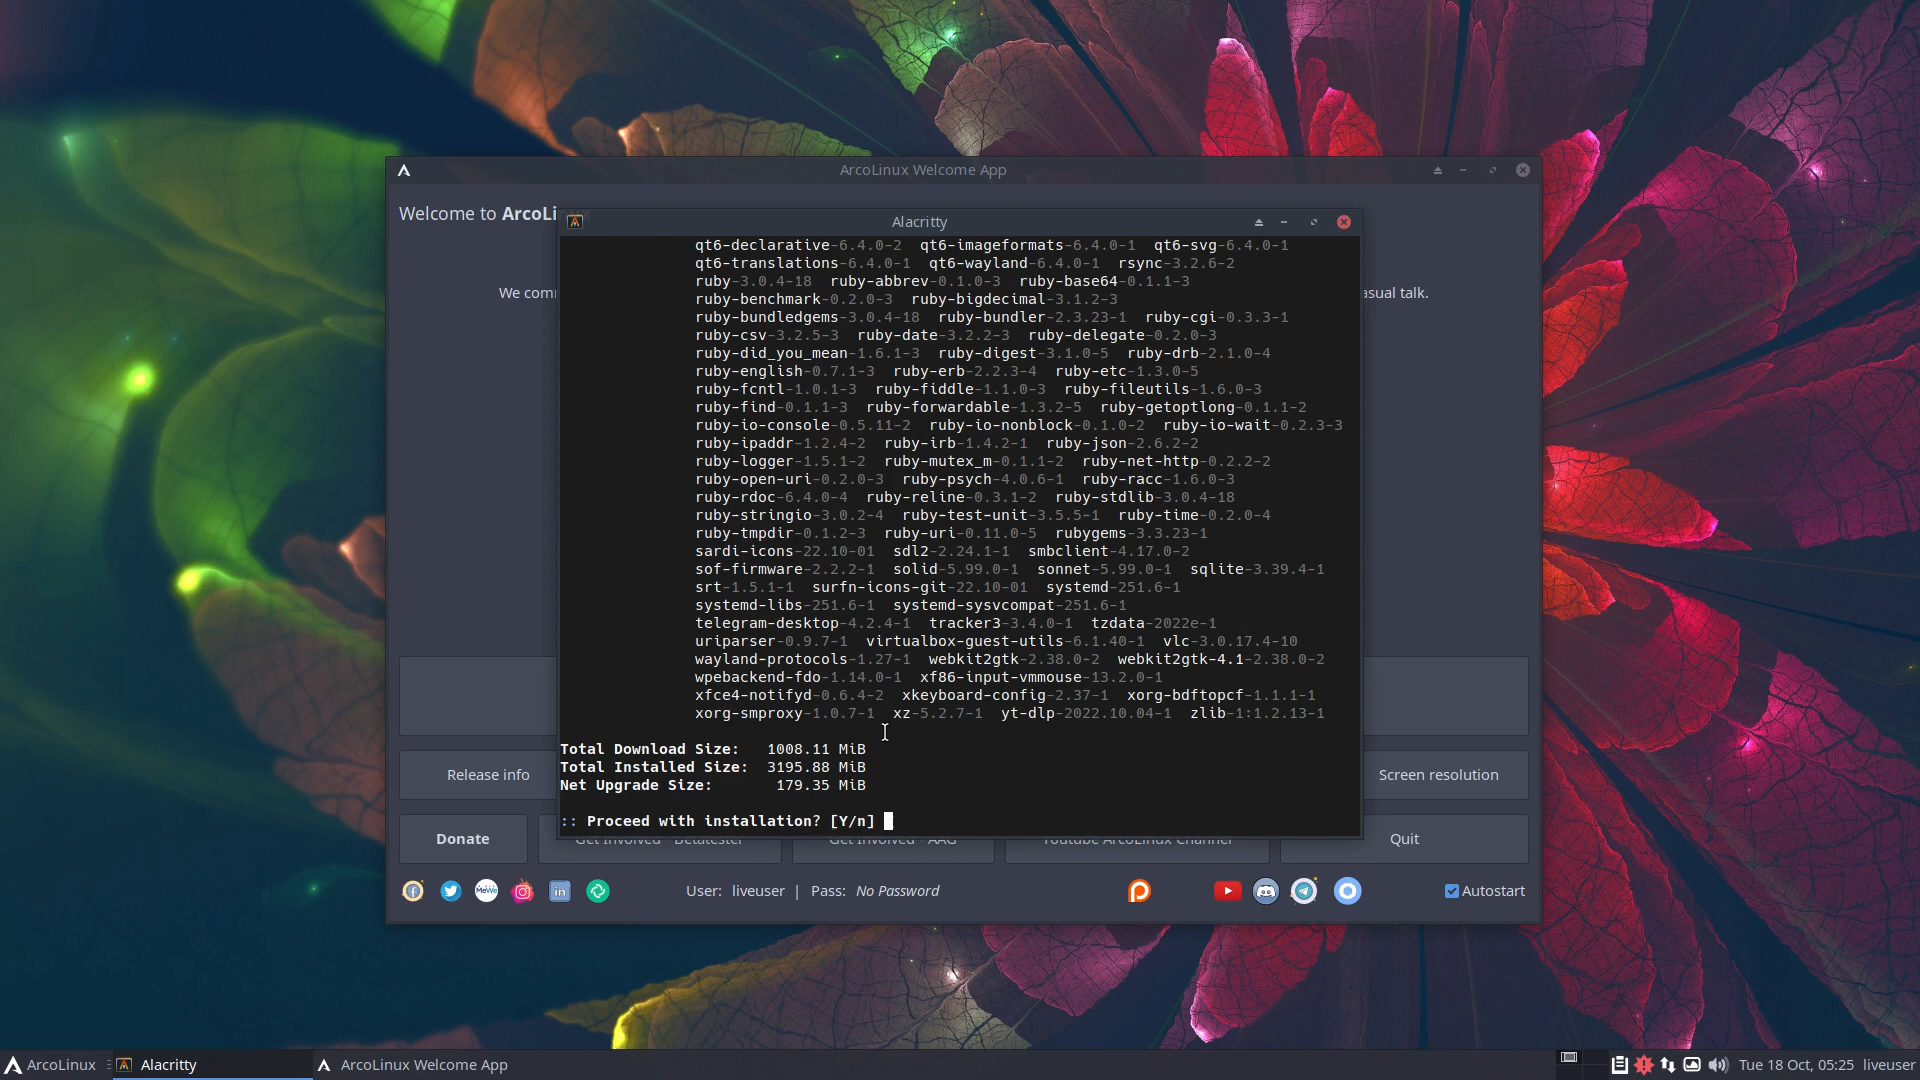 ArcoLinux Welcome App
Welcome to ArcoLi
Alacritty
qt6-declarative-6.4.0-2  qt6-imageformats-6.4.0-1  qt6-svg-6.4.0-1
qt6-translations-6.4.0-1  qt6-wayland-6.4.0-1  rsync-3.2.6-2
ruby-3.0.4-18  ruby-abbrev-0.1.0-3  ruby-base64-0.1.1-3
ruby-benchmark-0.2.0-3  ruby-bigdecimal-3.1.2-3
ruby-bundledgems-3.0.4-18  ruby-bundler-2.3.23-1  ruby-cgi-0.3.3-1
ruby-csv-3.2.5-3  ruby-date-3.2.2-3  ruby-delegate-0.2.0-3
ruby-did_you_mean-1.6.1-3  ruby-digest-3.1.0-5  ruby-drb-2.1.0-4
ruby-english-0.7.1-3  ruby-erb-2.2.3-4  ruby-etc-1.3.0-5
ruby-fcntl-1.0.1-3  ruby-fiddle-1.1.0-3  ruby-fileutils-1.6.0-3
ruby-find-0.1.1-3  ruby-forwardable-1.3.2-5  ruby-getoptlong-0.1.1-2
ruby-io-console-0.5.11-2  ruby-io-nonblock-0.1.0-2  ruby-io-wait-0.2.3-3
ruby-ipaddr-1.2.4-2  ruby-irb-1.4.2-1  ruby-json-2.6.2-2
ruby-logger-1.5.1-2  ruby-mutex_m-0.1.1-2  ruby-net-http-0.2.2-2
ruby-open-uri-0.2.0-3  ruby-psych-4.0.6-1  ruby-racc-1.6.0-3
ruby-rdoc-6.4.0-4  ruby-reline-0.3.1-2  ruby-stdlib-3.0.4-18
ruby-stringio-3.0.2-4  ruby-test-unit-3.5.5-1  ruby-time-0.2.0-4
ruby-tmpdir-0.1.2-3  ruby-uri-0.11.0-5  rubygems-3.3.23-1
sardi-icons-22.10-01  sdl2-2.24.1-1  smbclient-4.17.0-2
sof-firmware-2.2.2-1  solid-5.99.0-1  sonnet-5.99.0-1  sqlite-3.39.4-1
srt-1.5.1-1  surfn-icons-git-22.10-01  systemd-251.6-1
systemd-libs-251.6-1  systemd-sysvcompat-251.6-1
telegram-desktop-4.2.4-1  tracker3-3.4.0-1  tzdata-2022e-1
uriparser-0.9.7-1  virtualbox-guest-utils-6.1.40-1  vlc-3.0.17.4-10
wayland-protocols-1.27-1  webkit2gtk-2.38.0-2  webkit2gtk-4.1-2.38.0-2
wpebackend-fdo-1.14.0-1  xf86-input-vmmouse-13.2.0-1
xfce4-notifyd-0.6.4-2  xkeyboard-config-2.37-1  xorg-bdftopcf-1.1.1-1
xorg-smproxy-1.0.7-1  xz-5.2.7-1  yt-dlp-2022.10.04-1  zlib-1:1.2.13-1
Total Download Size:   1008.11 MiB
Total Installed Size:  3195.88 MiB
Net Upgrade Size:       179.35 MiB
:: Proceed with installation? [Y/n]
We com
asual talk.
Release info
Screen resolution
Donate
Get Involved - Betatester
Get Involved - AAG
Youtube ArcoLinux Channel
Quit
MeWe
in
User: liveuser | Pass: No Password
Autostart
ArcoLinux
Alacritty
ArcoLinux Welcome App
Tue 18 Oct, 05:25
liveuser